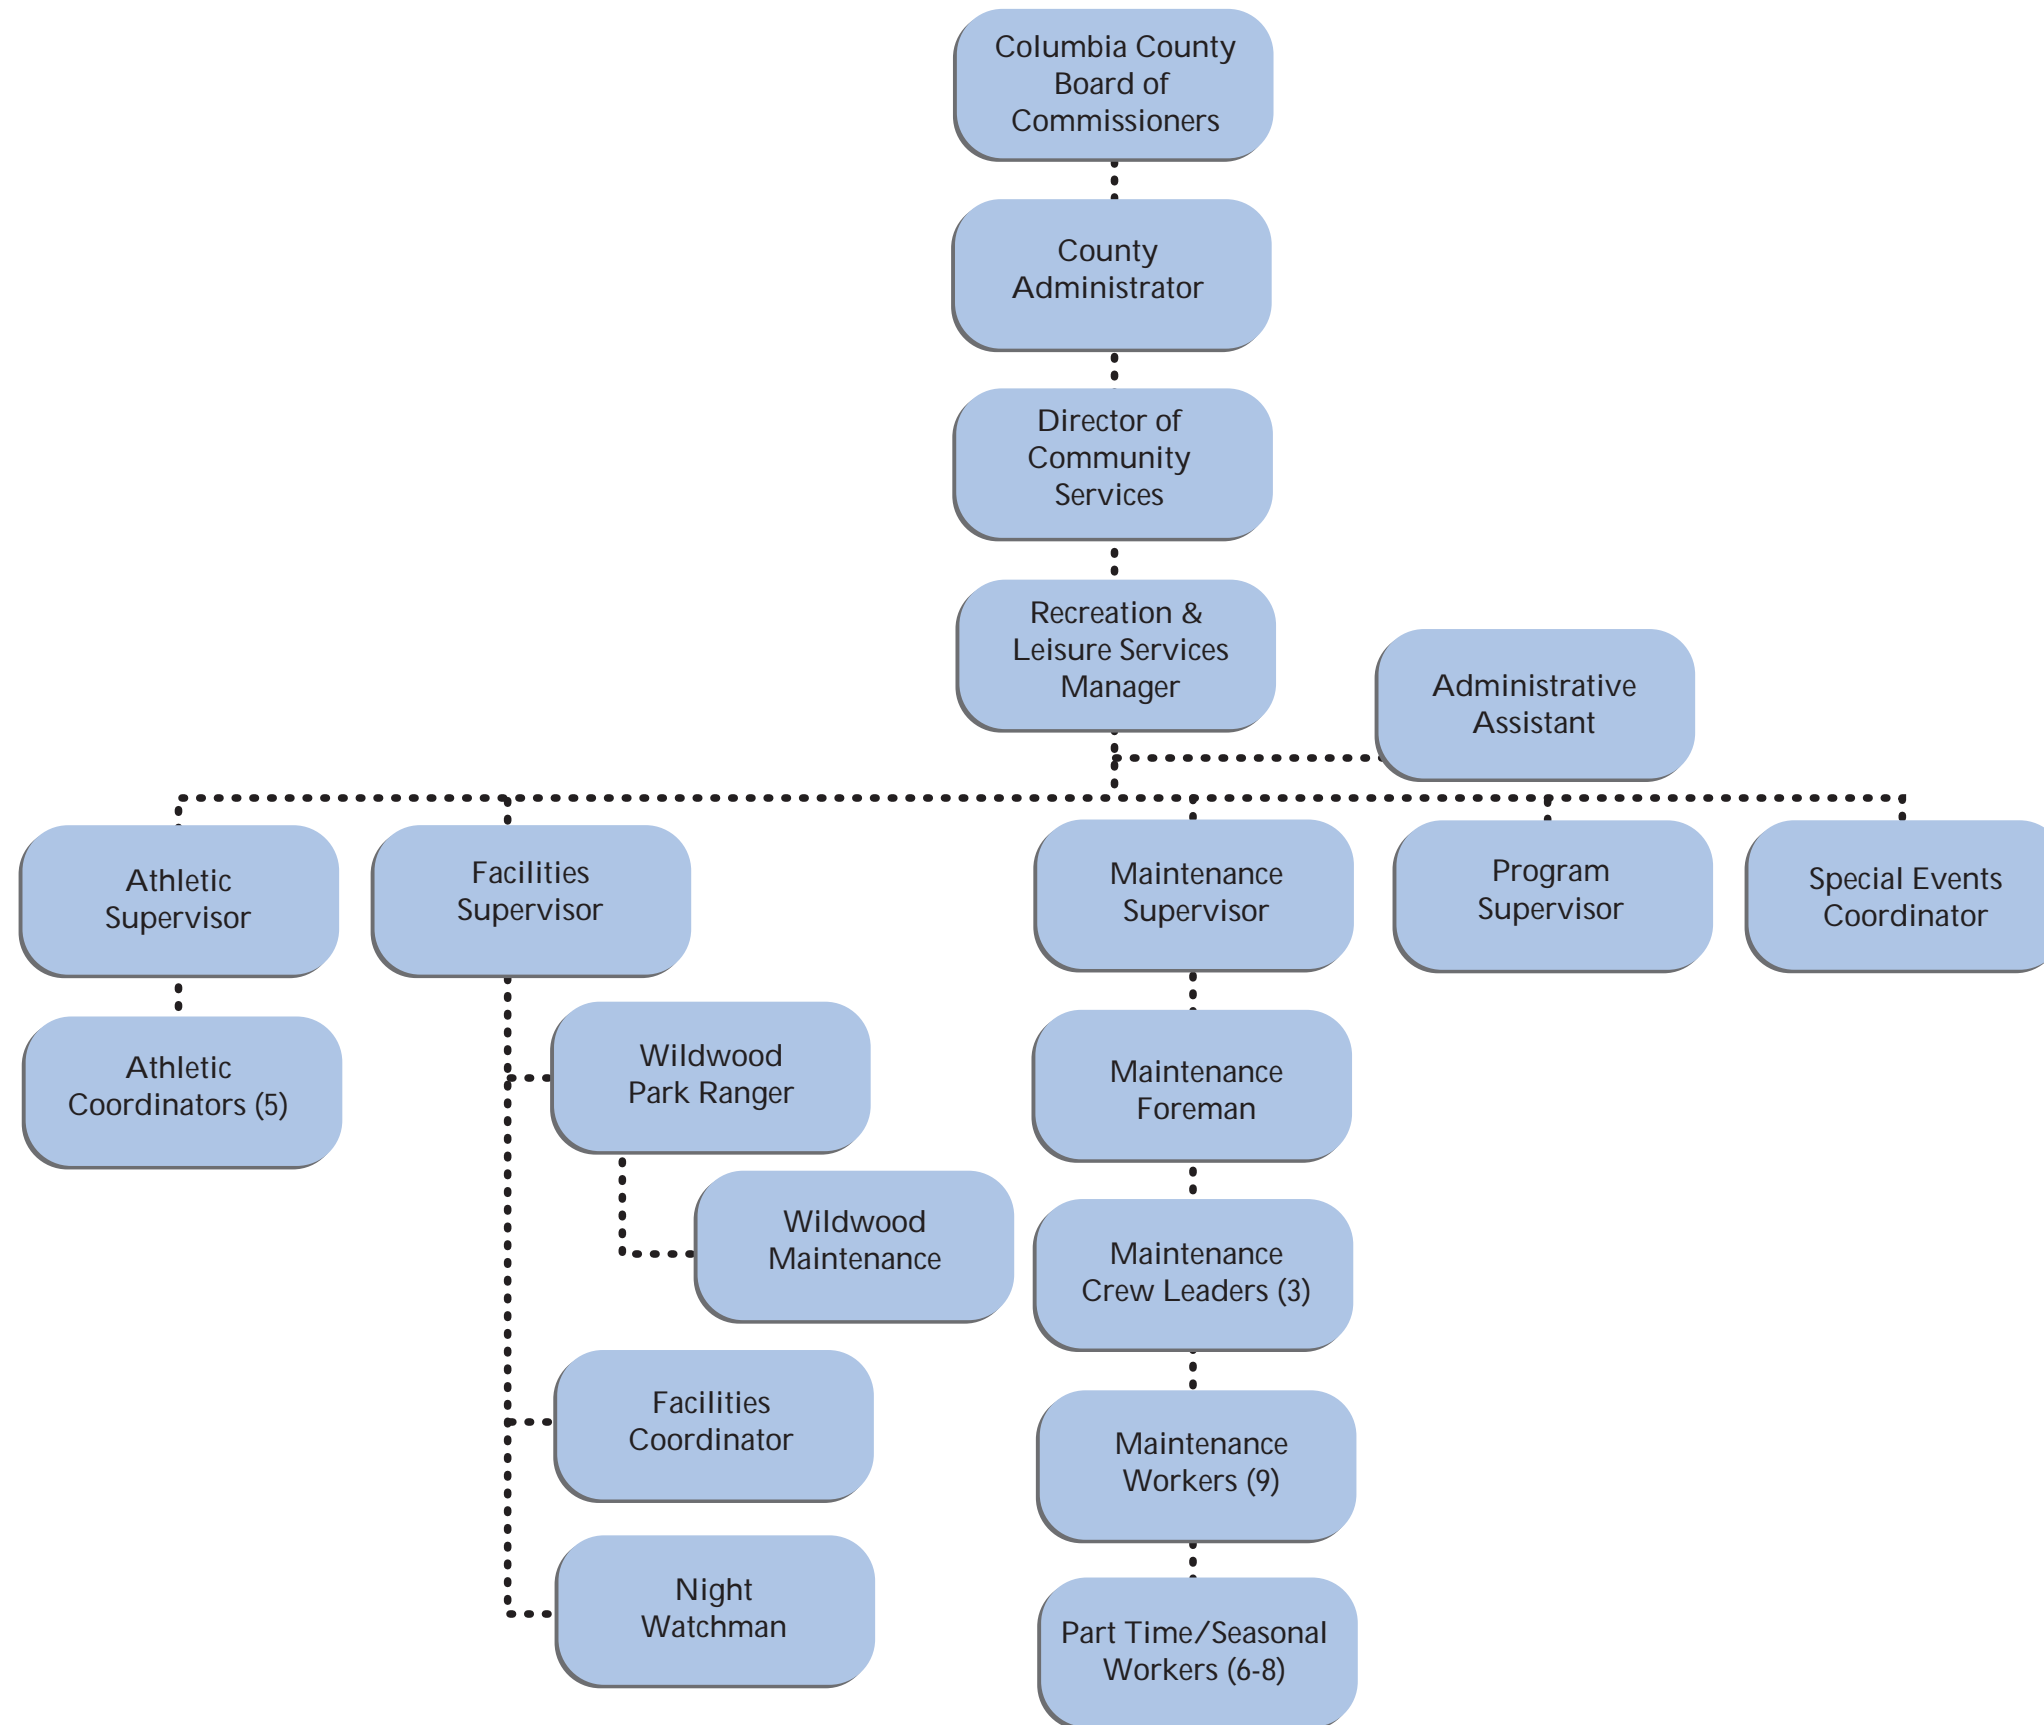 Columbia County
Board of
Commissioners
County
Administrator
Director of
Community
Services
Recreation &
Leisure Services
Manager
Administrative
Assistant
Athletic
Supervisor
Facilities
Supervisor
Maintenance
Supervisor
Program
Supervisor
Special Events
Coordinator
Athletic
Coordinators (5)
Wildwood
Park Ranger
Wildwood
Maintenance
Facilities
Coordinator
Night
Watchman
Maintenance
Foreman
Maintenance
Crew Leaders (3)
Maintenance
Workers (9)
Part Time/Seasonal
Workers (6-8)